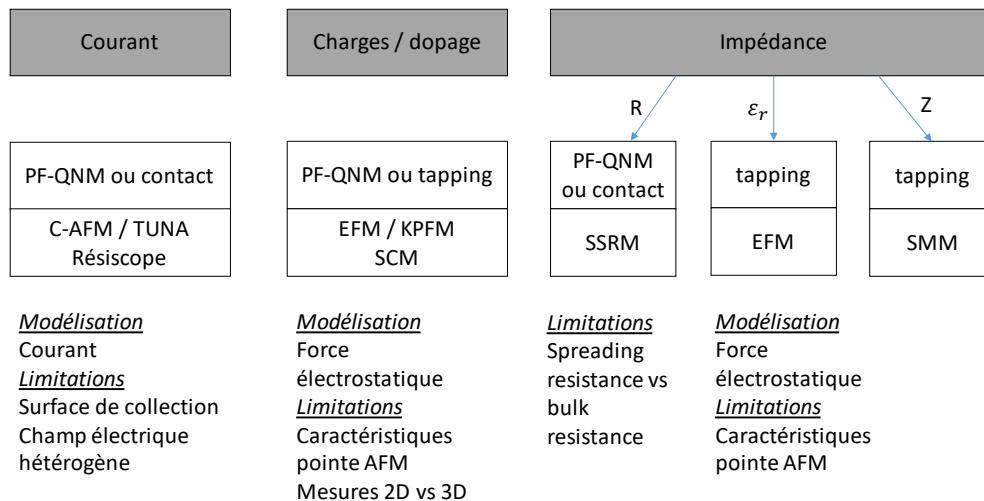 Courant
Charges / dopage
Impédance
R
εr
Z
PF-QNM ou contact
C-AFM / TUNA
Résiscope
PF-QNM ou tapping
EFM / KPFM
SCM
PF-QNM
ou contact
SSRM
tapping
EFM
tapping
SMM
Modélisation
Courant
Limitations
Surface de collection
Champ électrique
hétérogène
Modélisation
Force
électrostatique
Limitations
Caractéristiques
pointe AFM
Mesures 2D vs 3D
Limitations
Spreading
resistance vs
bulk
resistance
Modélisation
Force
électrostatique
Limitations
Caractéristiques
pointe AFM